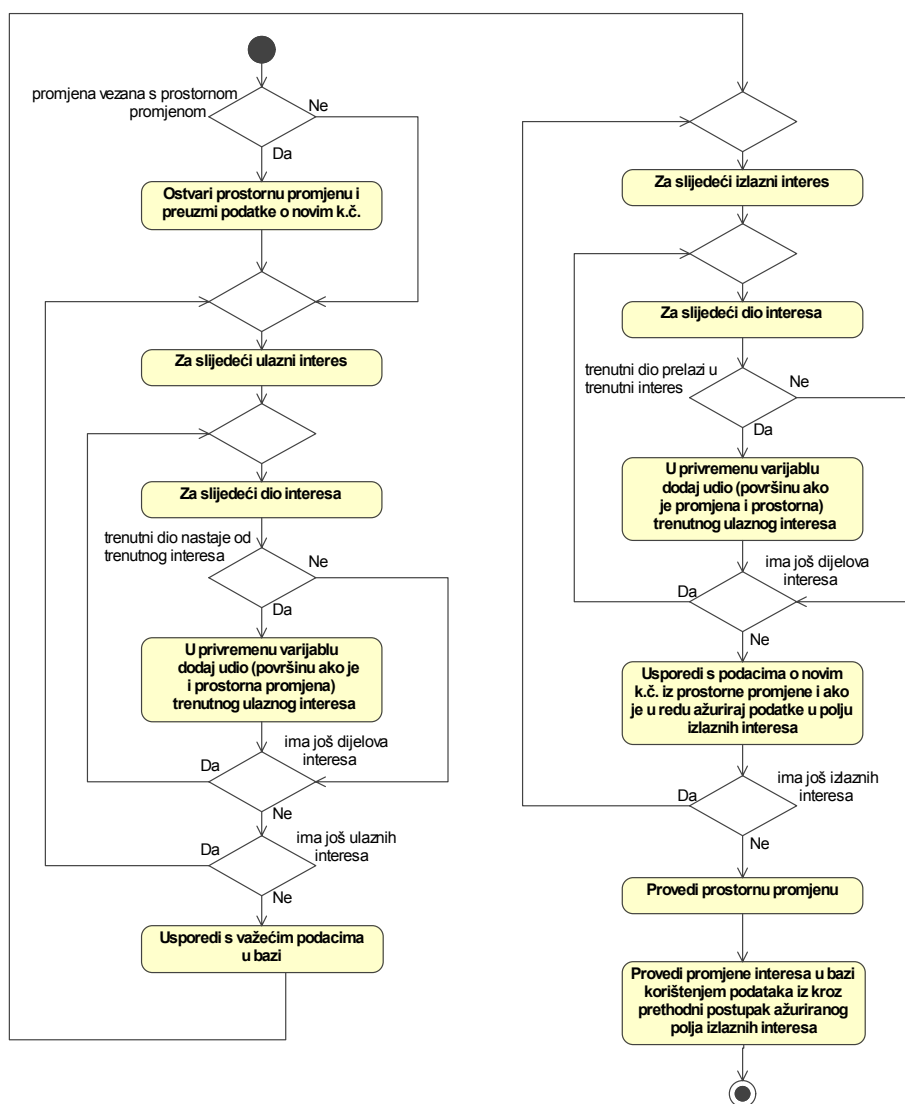 promjena vezana s prostornom
promjenom
Ne
Da
Ostvari prostornu promjenu i
preuzmi podatke o novim k.č.
Za slijedeći ulazni interes
Za slijedeći dio interesa
trenutni dio nastaje od
trenutnog interesa
Ne
Da
U privremenu varijablu
dodaj udio (površinu ako je
i prostorna promjena)
trenutnog ulaznog interesa
ima još dijelova
interesa
Da
Ne
ima još ulaznih
interesa
Da
Ne
Usporedi s važećim podacima
u bazi
Za slijedeći izlazni interes
Za slijedeći dio interesa
trenutni dio prelazi u
trenutni interes
Ne
Da
U privremenu varijablu
dodaj udio (površinu ako
je promjena i prostorna)
trenutnog ulaznog interesa
ima još dijelova
interesa
Da
Ne
Usporedi s podacima o novim
k.č. iz prostorne promjene i ako
je u redu ažuriraj podatke u polju
izlaznih interesa
ima još izlaznih
interesa
Da
Ne
Provedi prostornu promjenu
Provedi promjene interesa u bazi
korištenjem podataka iz kroz
prethodni postupak ažuriranog
polja izlaznih interesa